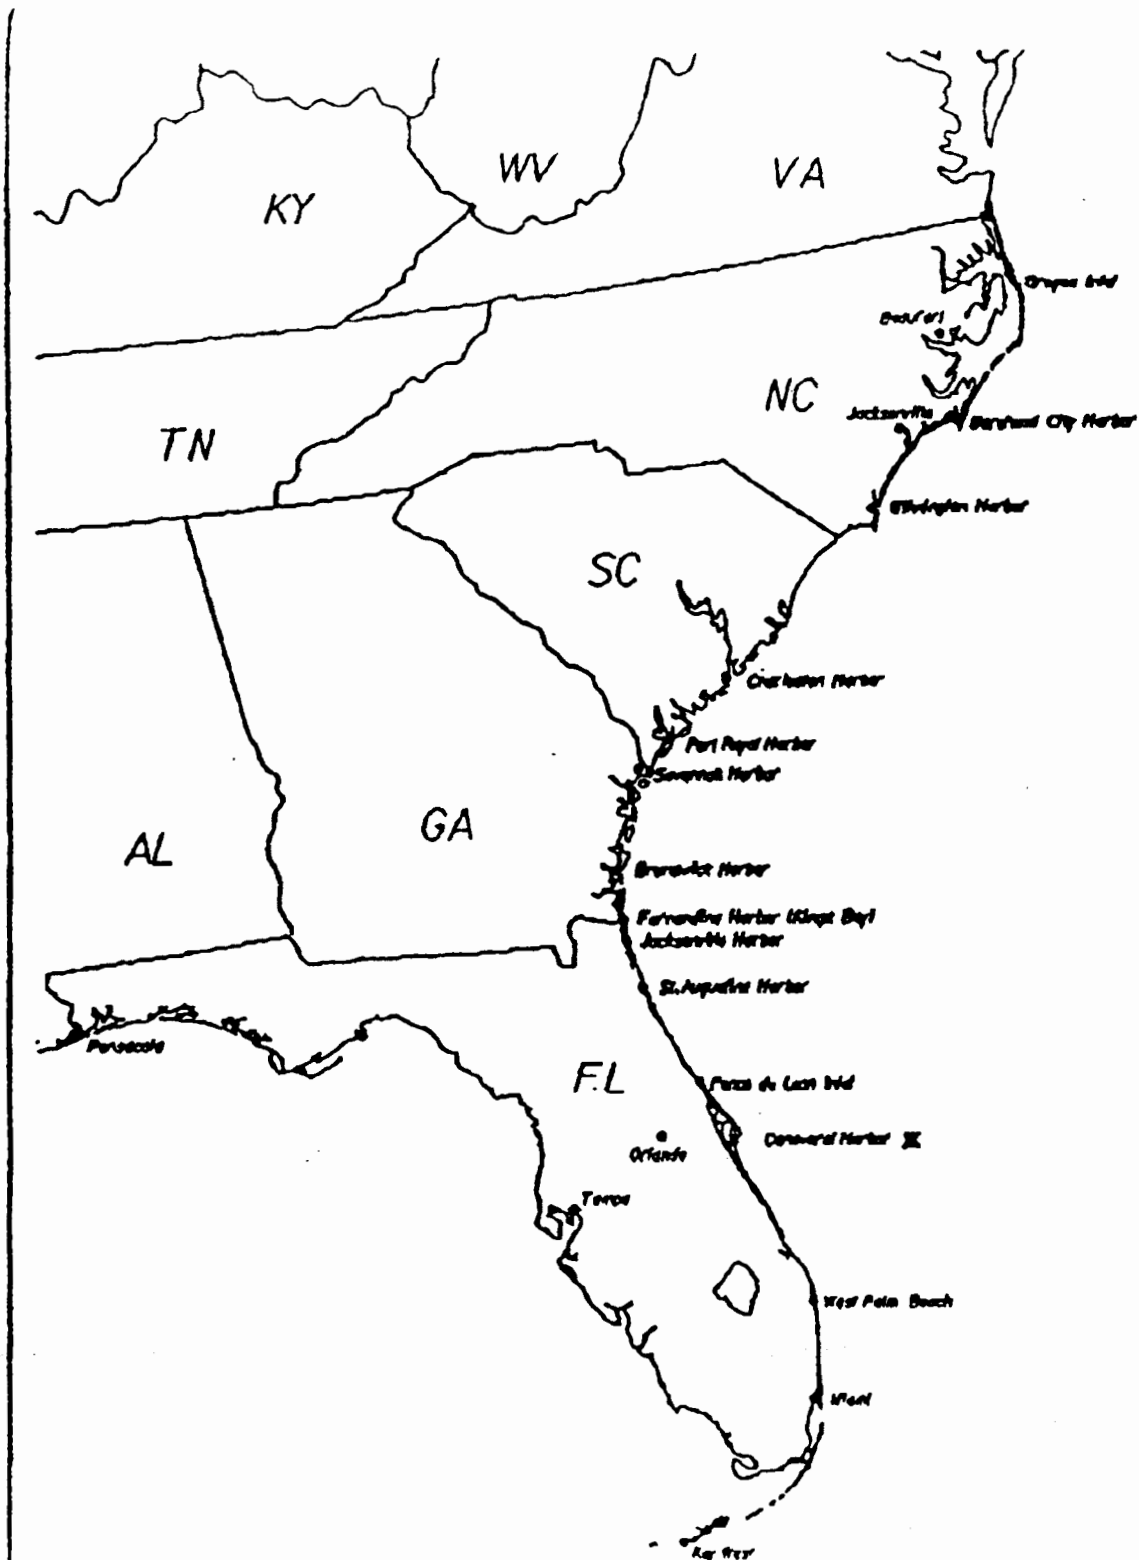 WV
VA
KY
Oregon Inlet
Beaufort
NC
Jacksonville
Morehead City Harbor
TN
Wilmington Harbor
SC
Charleston Harbor
Port Royal Harbor
Savannah Harbor
GA
AL
Brunswick Harbor
Fernandina Harbor (Kings Bay)
Jacksonville Harbor
St. Augustine Harbor
Pensacola
FL
Ponce de Leon Inlet
Canaveral Harbor
Orlando
Tampa
West Palm Beach
Miami
Key West